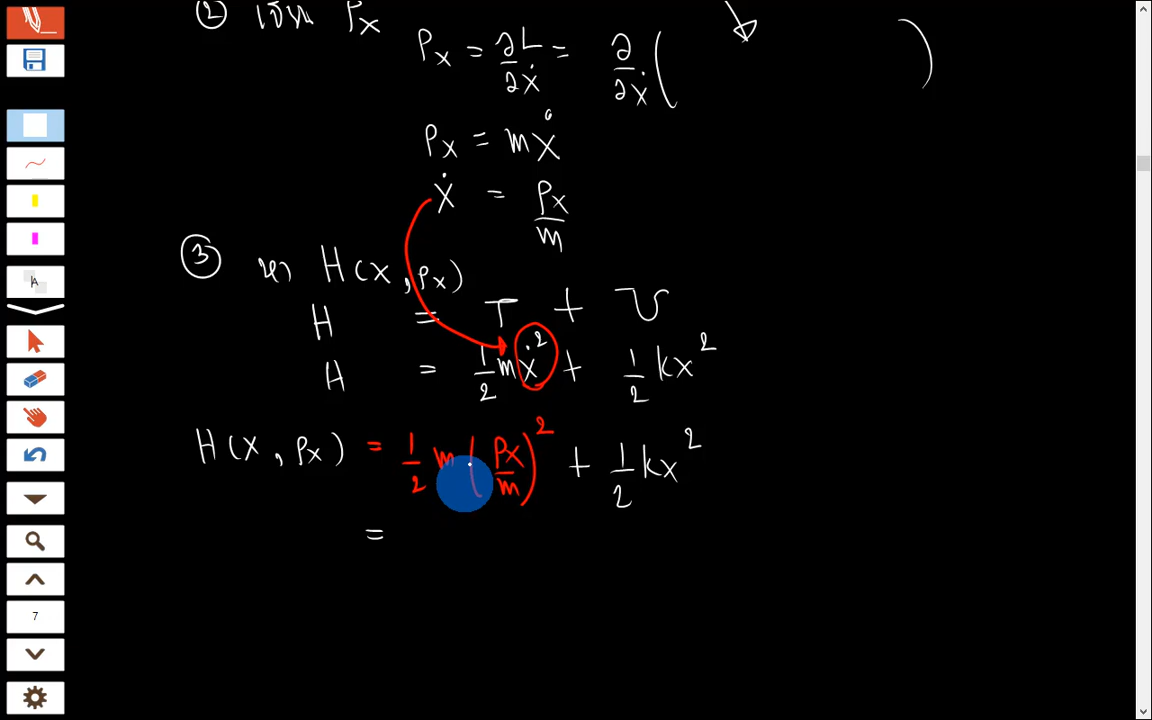 ② เขียน Pₓ
Pₓ = ∂L/∂ẋ = ∂/∂ẋ ( )
Pₓ = mẋ
ẋ = Pₓ/m
③ หา H(x, pₓ)
H = T + U
H = 1/2 mẋ² + 1/2 kx²
H(x, pₓ) = 1/2 m (Pₓ/m)² + 1/2 kx²
=
A
7